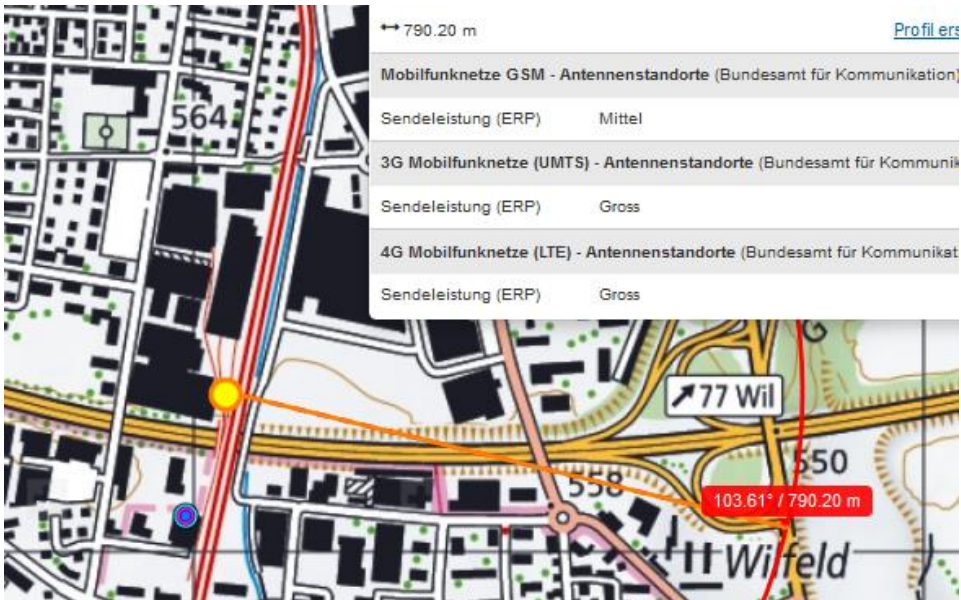 ↔ 790.20 m
Profil ers
Mobilfunknetze GSM - Antennenstandorte (Bundesamt für Kommunikation)
Sendeleistung (ERP) Mittel
3G Mobilfunknetze (UMTS) - Antennenstandorte (Bundesamt für Kommunik
Sendeleistung (ERP) Gross
4G Mobilfunknetze (LTE) - Antennenstandorte (Bundesamt für Kommunikat
Sendeleistung (ERP) Gross
564
G
77 Wil
550
558
103.61° / 790.20 m
Wilfeld